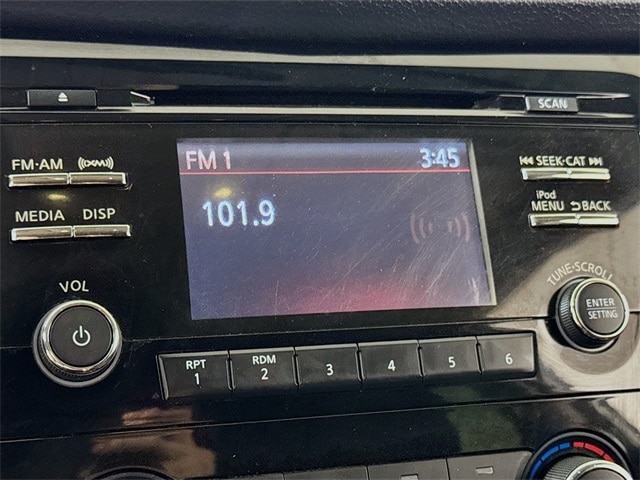 SCAN
FM·AM
((XM))
FM 1 3:45
SEEK·CAT
iPod
MENU BACK
MEDIA DISP
101.9
VOL
TUNE·SCROLL
ENTER
SETTING
RPT
1
RDM
2
3
4
5
6